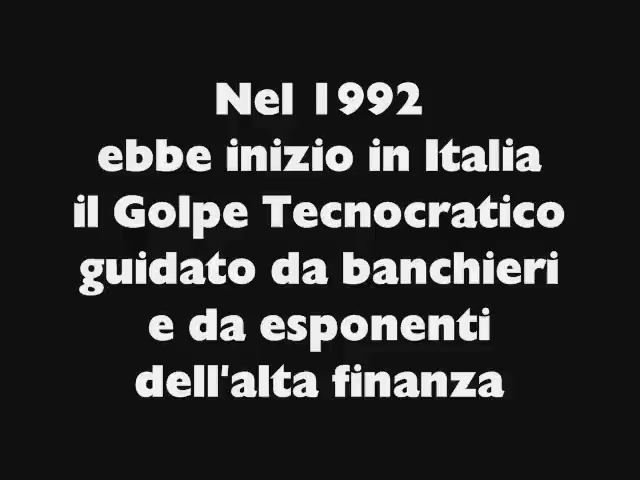 Nel 1992
ebbe inizio in Italia
il Golpe Tecnocratico
guidato da banchieri
e da esponenti
dell'alta finanza